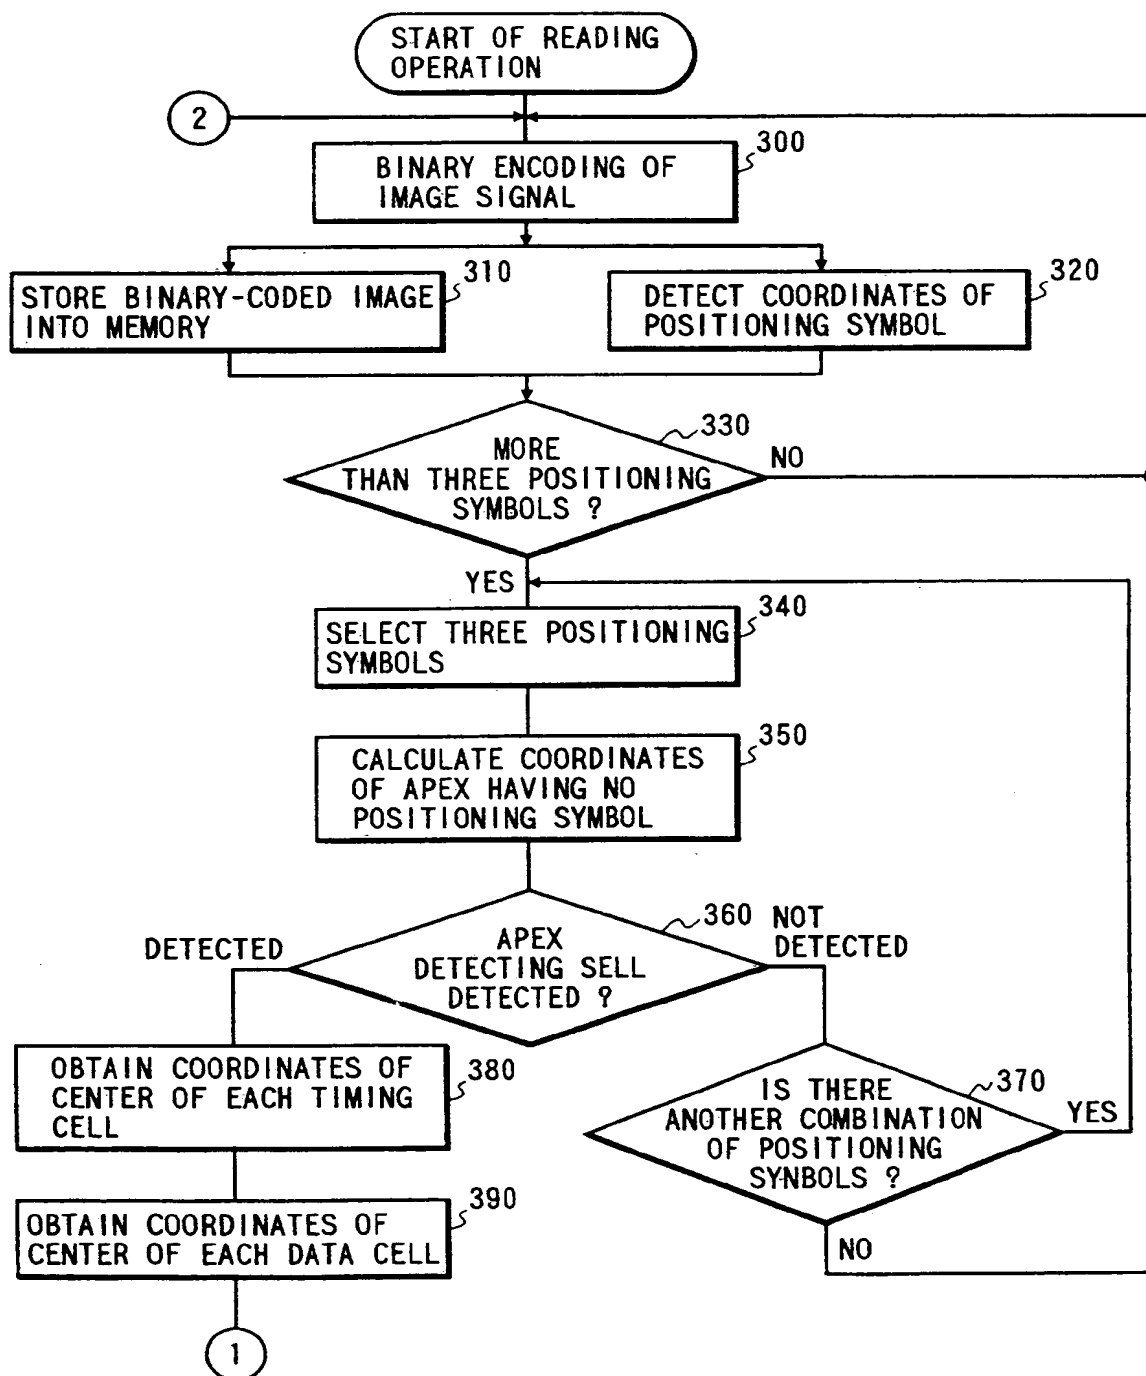 START OF READING
OPERATION
2
300
BINARY ENCODING OF
IMAGE SIGNAL
310
STORE BINARY-CODED IMAGE
INTO MEMORY
320
DETECT COORDINATES OF
POSITIONING SYMBOL
330
MORE
THAN THREE POSITIONING
SYMBOLS ?
NO
YES
340
SELECT THREE POSITIONING
SYMBOLS
350
CALCULATE COORDINATES
OF APEX HAVING NO
POSITIONING SYMBOL
360
APEX
DETECTING SELL
DETECTED ?
DETECTED
NOT
DETECTED
370
IS THERE
ANOTHER COMBINATION
OF POSITIONING
SYNBOLS ?
YES
NO
380
OBTAIN COORDINATES OF
CENTER OF EACH TIMING
CELL
390
OBTAIN COORDINATES OF
CENTER OF EACH DATA CELL
1